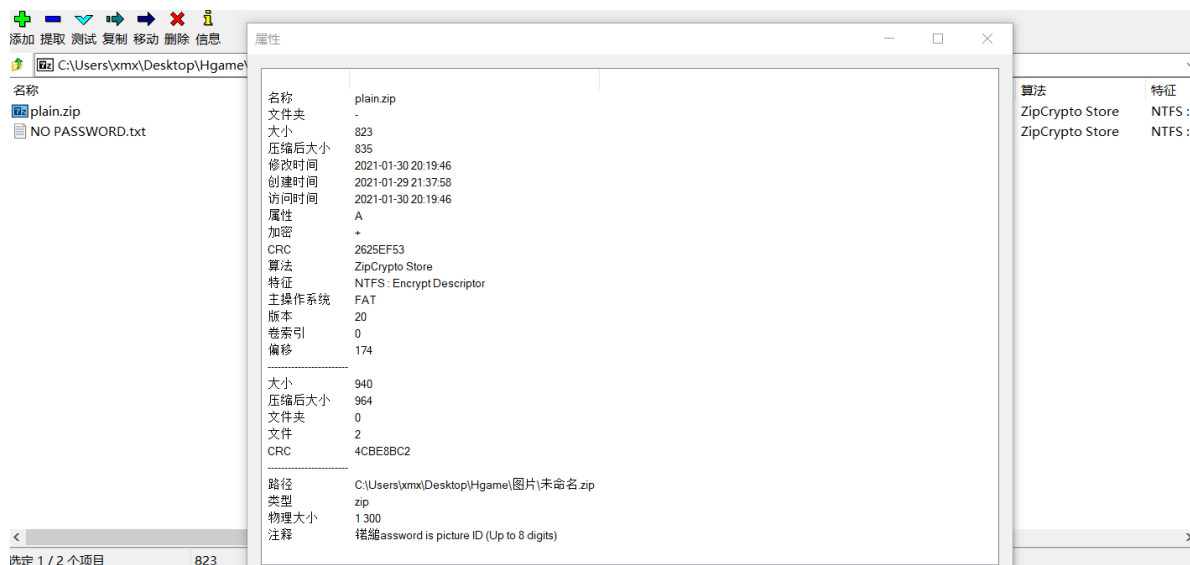 添加 提取 测试 复制 移动 删除 信息
属性
C:\Users\xmx\Desktop\Hgame\
名称 算法 特征
plain.zip ZipCrypto Store NTFS :
NO PASSWORD.txt ZipCrypto Store NTFS :
名称 plain.zip
文件夹 -
大小 823
压缩后大小 835
修改时间 2021-01-30 20:19:46
创建时间 2021-01-29 21:37:58
访问时间 2021-01-30 20:19:46
属性 A
加密 +
CRC 2625EF53
算法 ZipCrypto Store
特征 NTFS : Encrypt Descriptor
主操作系统 FAT
版本 20
卷索引 0
偏移 174
------------------------
大小 940
压缩后大小 964
文件夹 0
文件 2
CRC 4CBE8BC2
------------------------
路径 C:\Users\xmx\Desktop\Hgame\图片\未命名.zip
类型 zip
物理大小 1 300
注释 assword is picture ID (Up to 8 digits)
选定 1 / 2 个项目 823